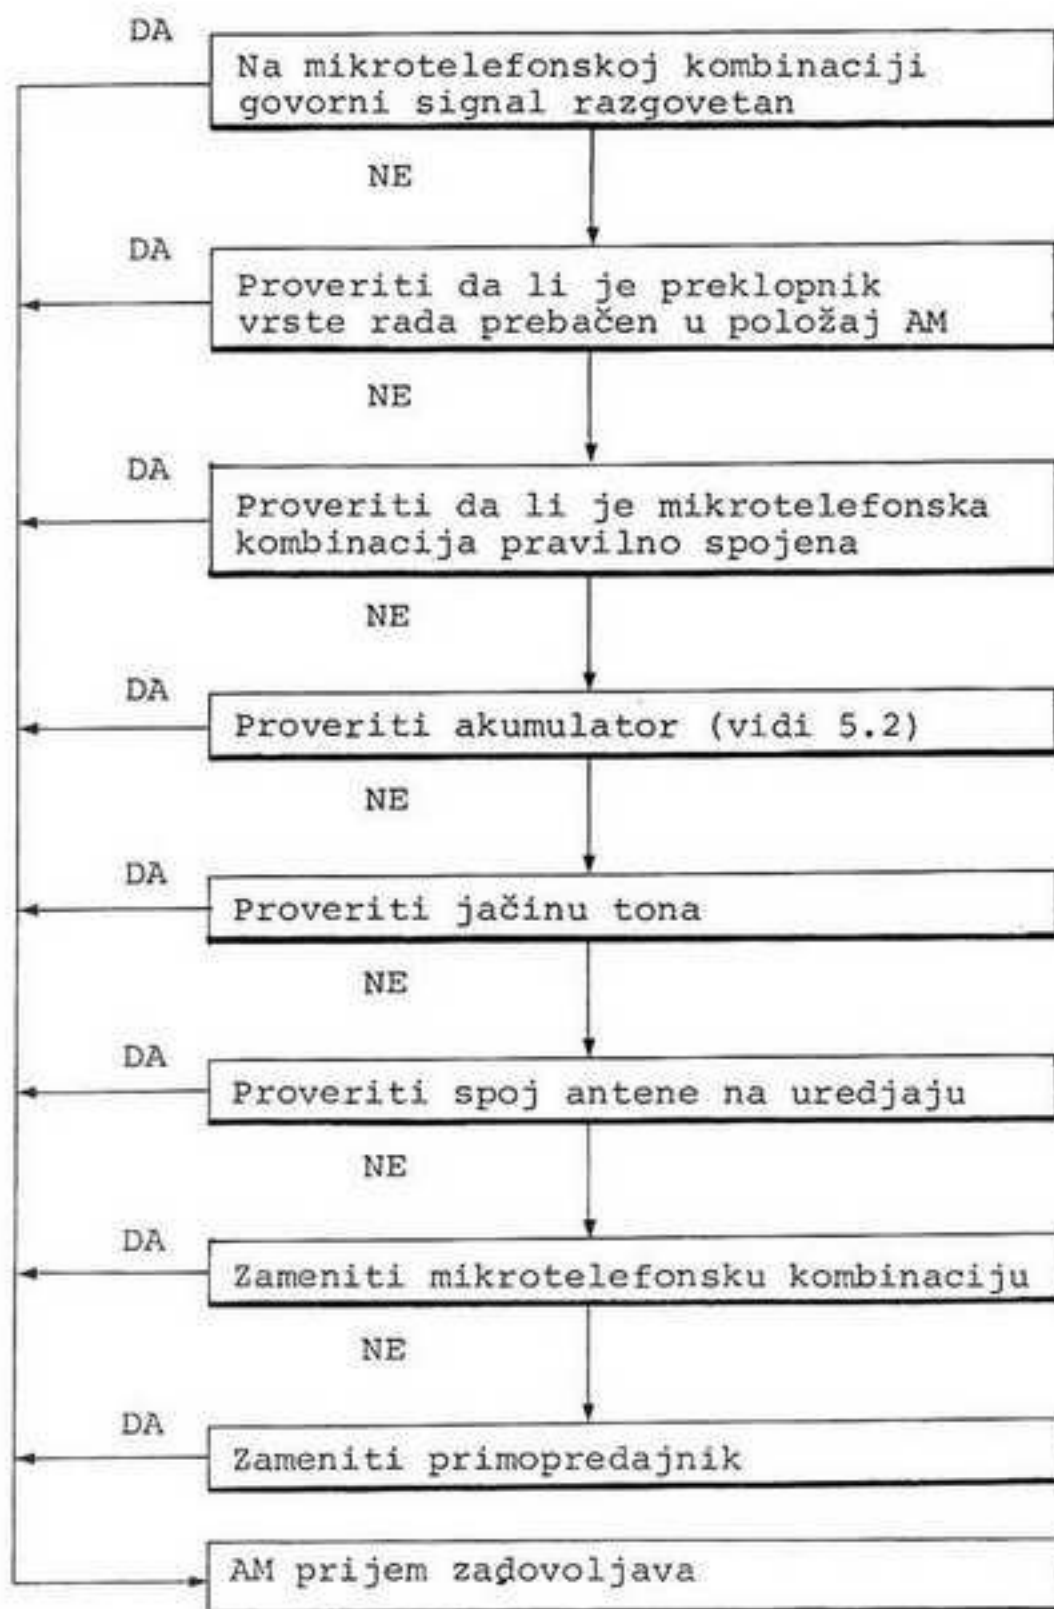 DA
Na mikrotelefonskoj kombinaciji
govorni signal razgovetan
NE
DA
Proveriti da li je preklopnik
vrste rada prebačen u položaj AM
NE
DA
Proveriti da li je mikrotelefonska
kombinacija pravilno spojena
NE
DA
Proveriti akumulator (vidi 5.2)
NE
DA
Proveriti jačinu tona
NE
DA
Proveriti spoj antene na uredjaju
NE
DA
Zameniti mikrotelefonsku kombinaciju
NE
DA
Zameniti primopredajnik
AM prijem zadovoljava